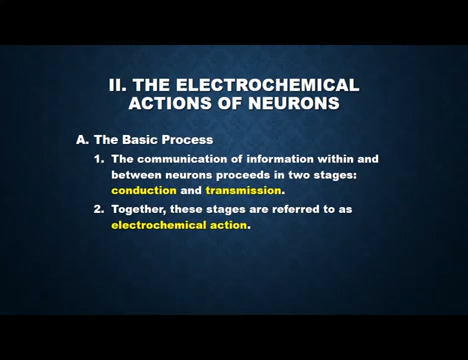 II. THE ELECTROCHEMICAL
ACTIONS OF NEURONS
A. The Basic Process
1. The communication of information within and
between neurons proceeds in two stages:
conduction and transmission.
2. Together, these stages are referred to as
electrochemical action.